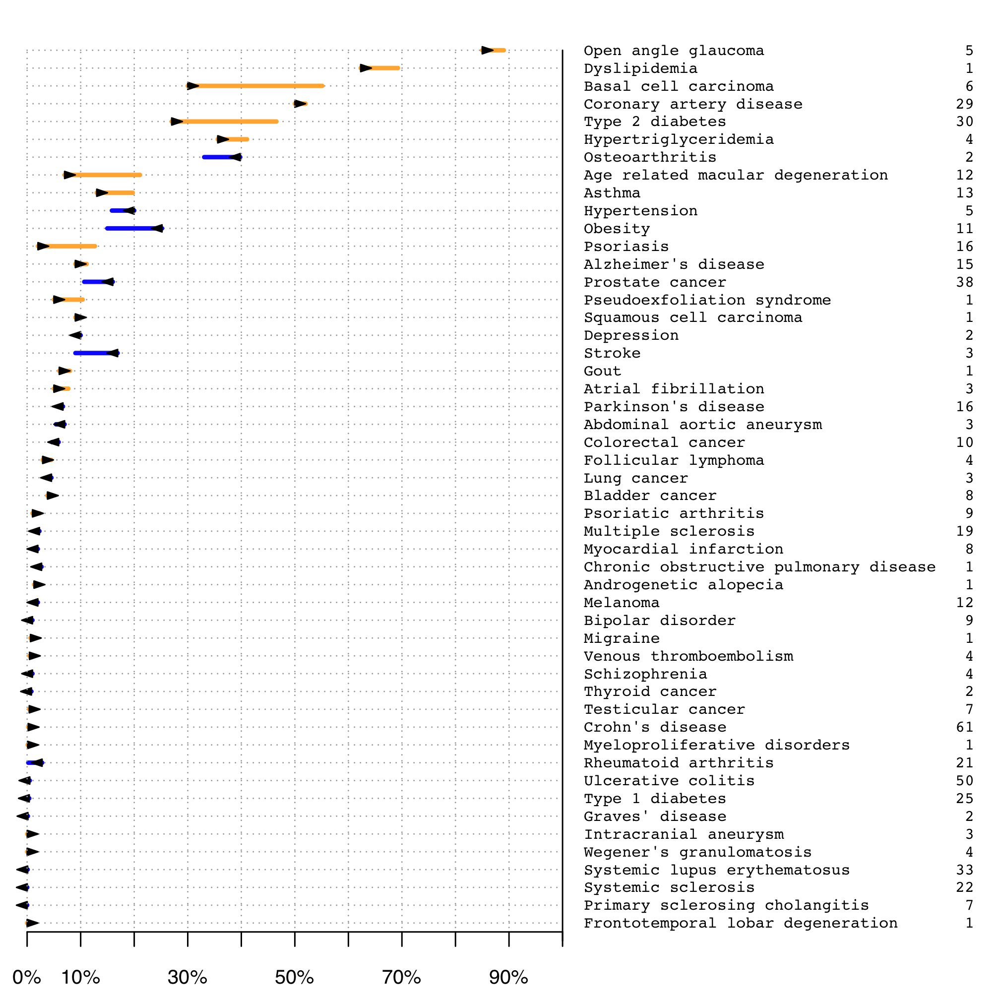 Open angle glaucoma 5
Dyslipidemia 1
Basal cell carcinoma 6
Coronary artery disease 29
Type 2 diabetes 30
Hypertriglyceridemia 4
Osteoarthritis 2
Age related macular degeneration 12
Asthma 13
Hypertension 5
Obesity 11
Psoriasis 16
Alzheimer's disease 15
Prostate cancer 38
Pseudoexfoliation syndrome 1
Squamous cell carcinoma 1
Depression 2
Stroke 3
Gout 1
Atrial fibrillation 3
Parkinson's disease 16
Abdominal aortic aneurysm 3
Colorectal cancer 10
Follicular lymphoma 4
Lung cancer 3
Bladder cancer 8
Psoriatic arthritis 9
Multiple sclerosis 19
Myocardial infarction 8
Chronic obstructive pulmonary disease 1
Androgenetic alopecia 1
Melanoma 12
Bipolar disorder 9
Migraine 1
Venous thromboembolism 4
Schizophrenia 4
Thyroid cancer 2
Testicular cancer 7
Crohn's disease 61
Myeloproliferative disorders 1
Rheumatoid arthritis 21
Ulcerative colitis 50
Type 1 diabetes 25
Graves' disease 2
Intracranial aneurysm 3
Wegener's granulomatosis 4
Systemic lupus erythematosus 33
Systemic sclerosis 22
Primary sclerosing cholangitis 7
Frontotemporal lobar degeneration 1
0% 10% 30% 50% 70% 90%